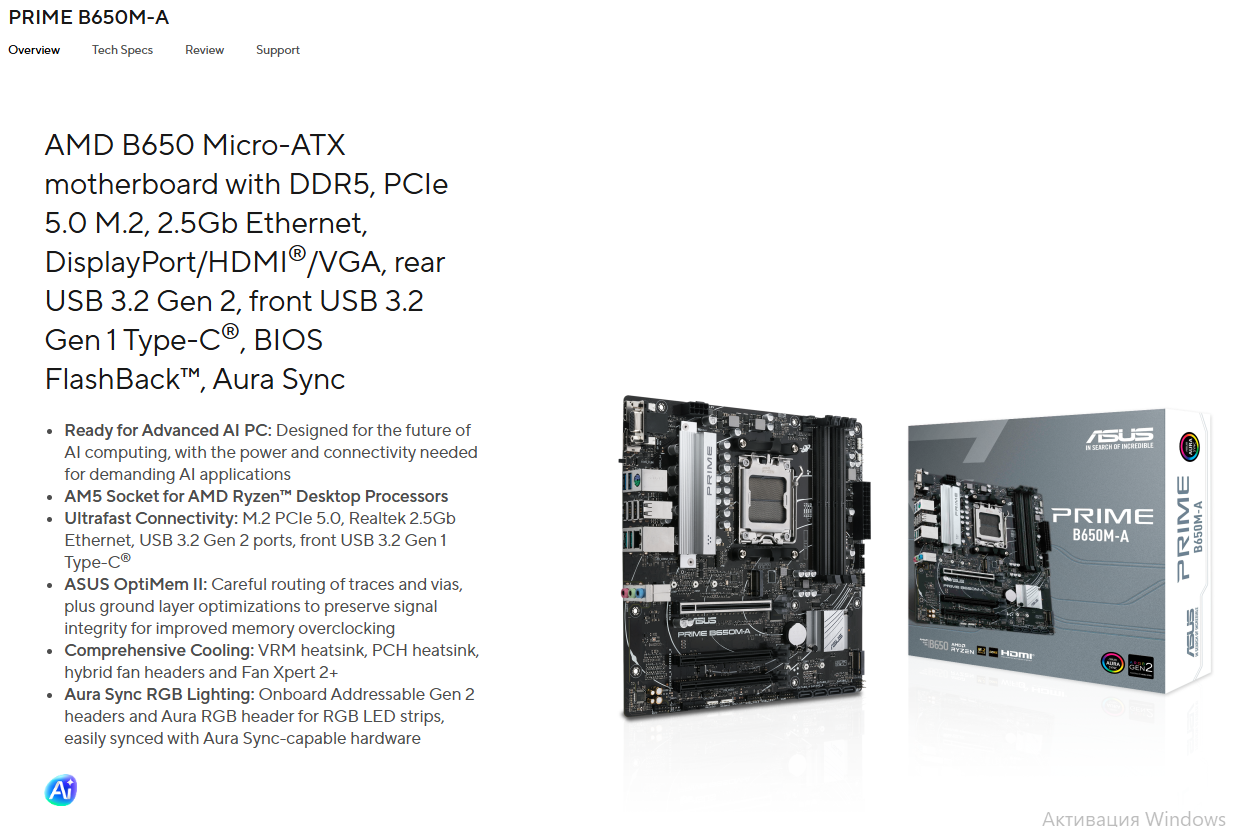 PRIME B650M-A
Overview
Tech Specs
Review
Support
AMD B650 Micro-ATX
motherboard with DDR5, PCIe
5.0 M.2, 2.5Gb Ethernet,
DisplayPort/HDMI®/VGA, rear
USB 3.2 Gen 2, front USB 3.2
Gen 1 Type-C®, BIOS
FlashBack™, Aura Sync
• Ready for Advanced AI PC: Designed for the future of
AI computing, with the power and connectivity needed
for demanding AI applications
• AM5 Socket for AMD Ryzen™ Desktop Processors
• Ultrafast Connectivity: M.2 PCIe 5.0, Realtek 2.5Gb
Ethernet, USB 3.2 Gen 2 ports, front USB 3.2 Gen 1
Type-C®
• ASUS OptiMem II: Careful routing of traces and vias,
plus ground layer optimizations to preserve signal
integrity for improved memory overclocking
• Comprehensive Cooling: VRM heatsink, PCH heatsink,
hybrid fan headers and Fan Xpert 2+
• Aura Sync RGB Lighting: Onboard Addressable Gen 2
headers and Aura RGB header for RGB LED strips,
easily synced with Aura Sync-capable hardware
Ai
PRIME
ASUS
PRIME B650M-A
ASUS
ASUS
IN SEARCH OF INCREDIBLE
PRIME
B650M-A
B650
AMD
RYZEN
HDMI
AURA
GEN2
PRIME
B650M-A
ASUS
Активация Windows